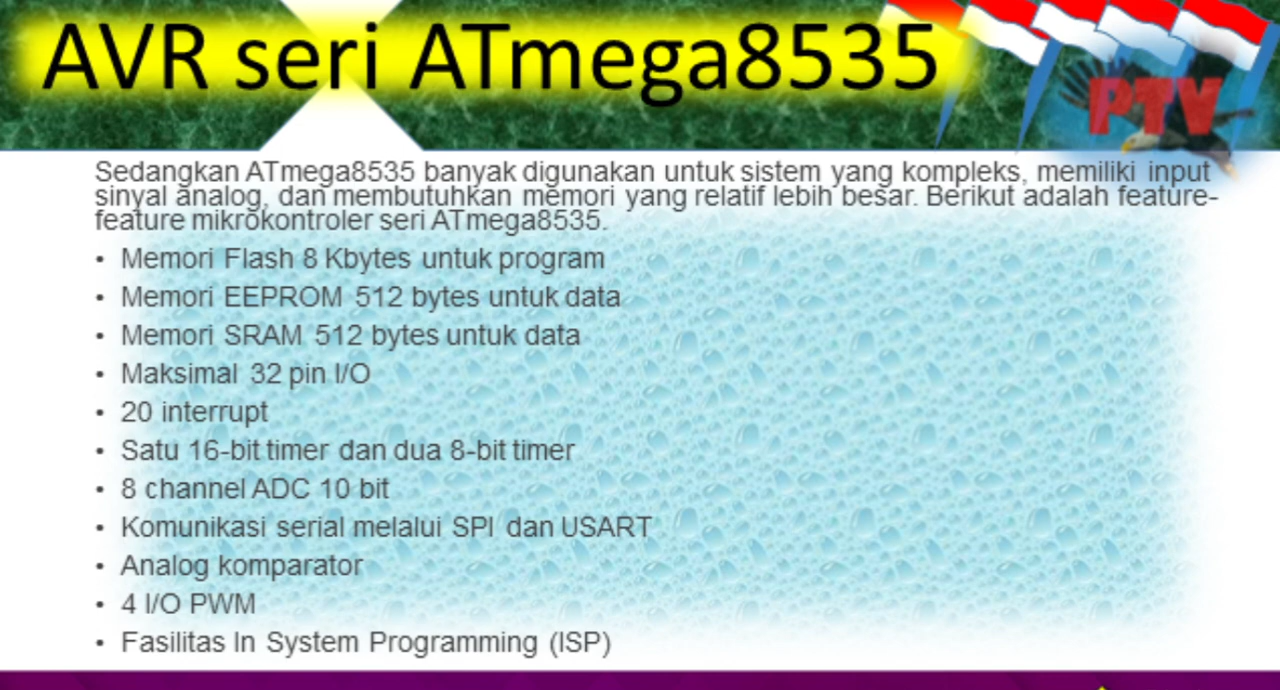 AVR seri ATmega8535
PTV
Sedangkan ATmega8535 banyak digunakan untuk sistem yang kompleks, memiliki input
sinyal analog, dan membutuhkan memori yang relatif lebih besar. Berikut adalah feature-
feature mikrokontroler seri ATmega8535.
• Memori Flash 8 Kbytes untuk program
• Memori EEPROM 512 bytes untuk data
• Memori SRAM 512 bytes untuk data
• Maksimal 32 pin I/O
• 20 interrupt
• Satu 16-bit timer dan dua 8-bit timer
• 8 channel ADC 10 bit
• Komunikasi serial melalui SPI dan USART
• Analog komparator
• 4 I/O PWM
• Fasilitas In System Programming (ISP)